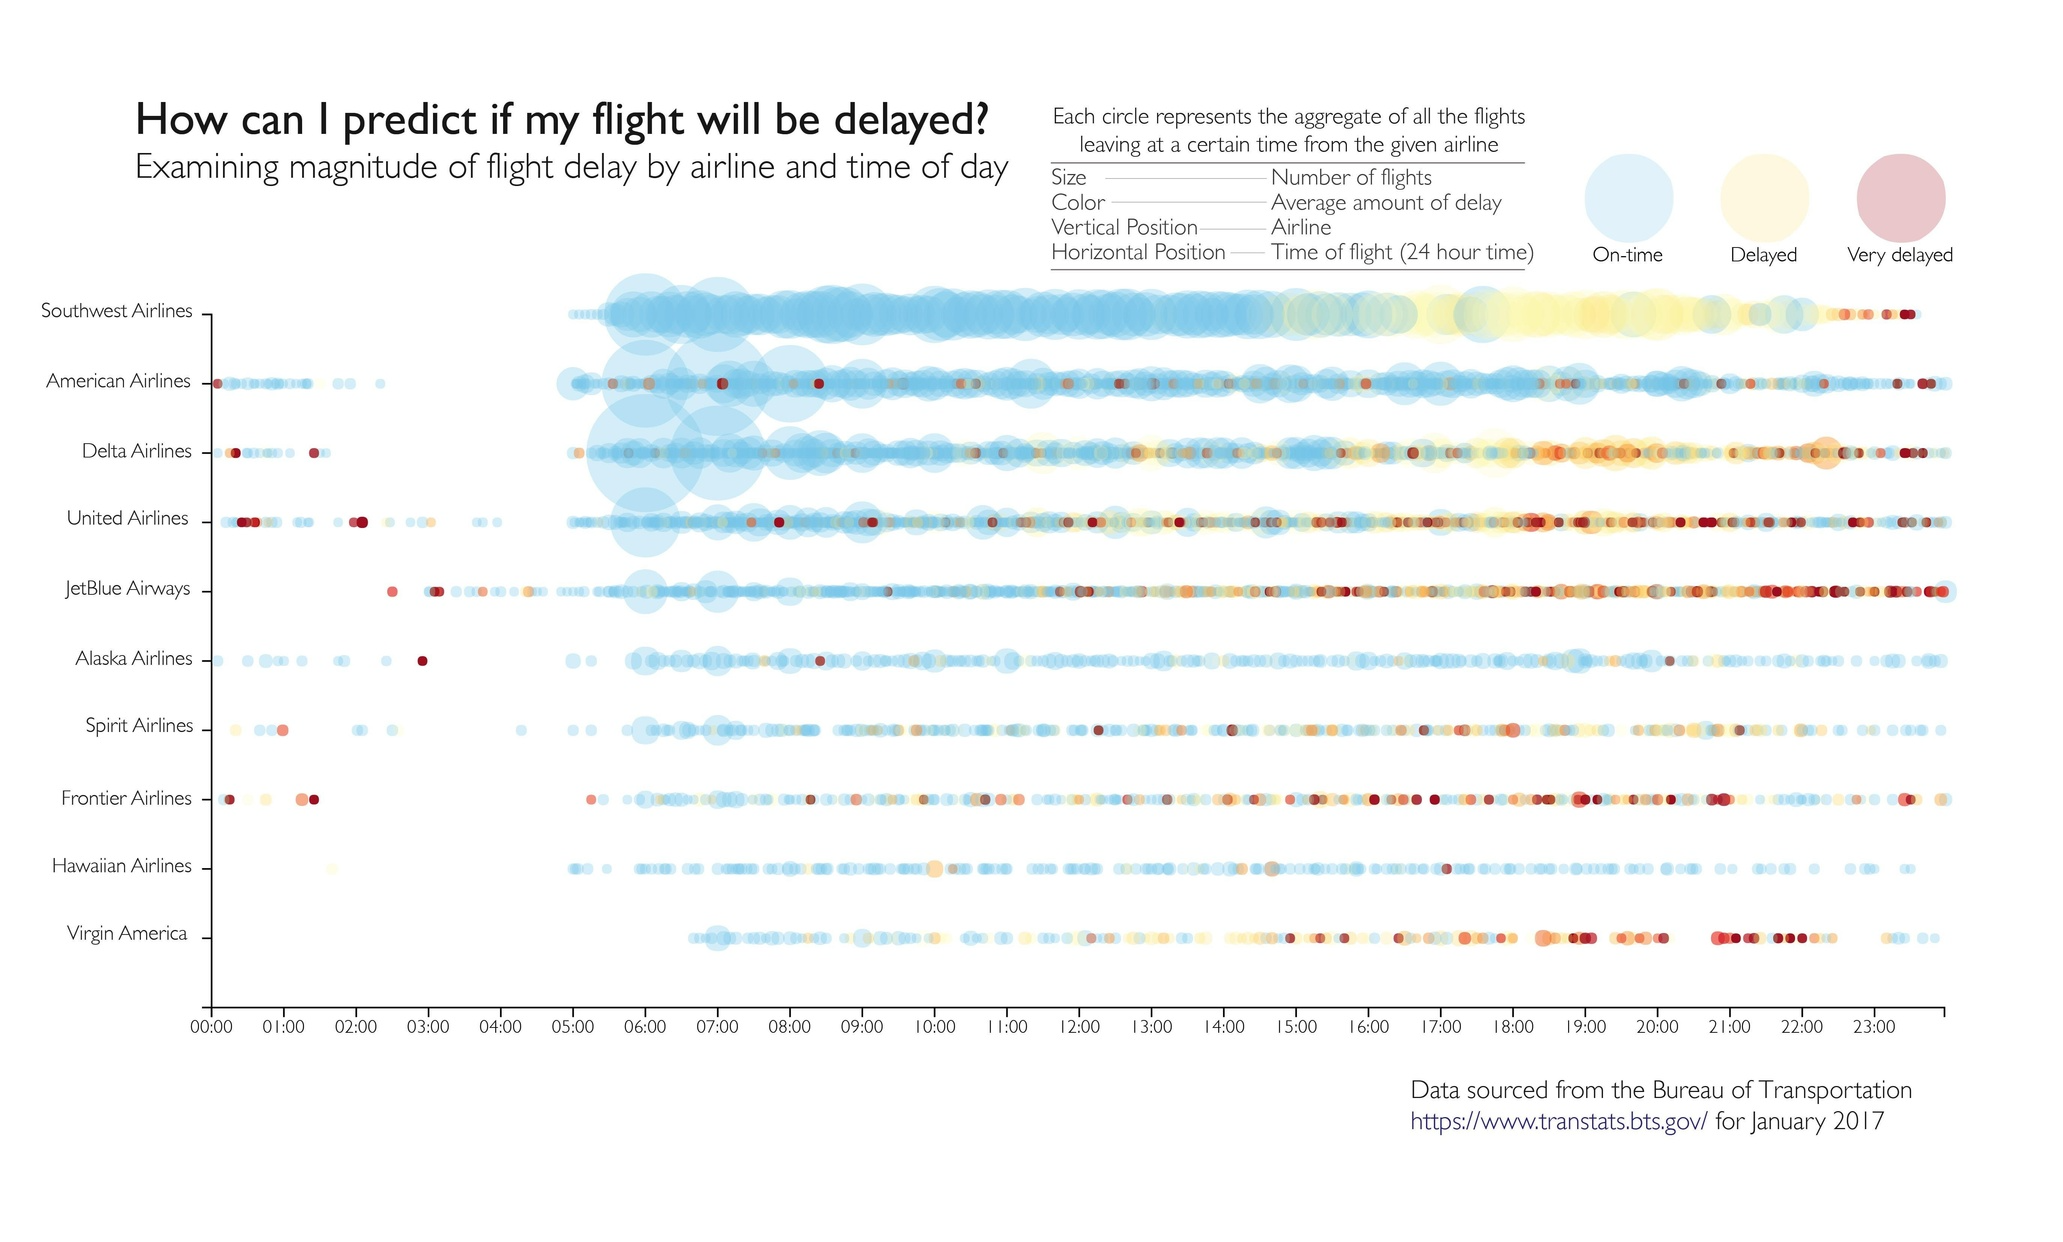 How can I predict if my flight will be delayed?
Examining magnitude of flight delay by airline and time of day
Each circle represents the aggregate of all the flights
leaving at a certain time from the given airline
Size Number of flights
Color Average amount of delay
Vertical Position Airline
Horizontal Position Time of flight (24 hour time)
On-time Delayed Very delayed
Southwest Airlines
American Airlines
Delta Airlines
United Airlines
JetBlue Airways
Alaska Airlines
Spirit Airlines
Frontier Airlines
Hawaiian Airlines
Virgin America
00:00 01:00 02:00 03:00 04:00 05:00 06:00 07:00 08:00 09:00 10:00 11:00 12:00 13:00 14:00 15:00 16:00 17:00 18:00 19:00 20:00 21:00 22:00 23:00
Data sourced from the Bureau of Transportation
https://www.transtats.bts.gov/ for January 2017